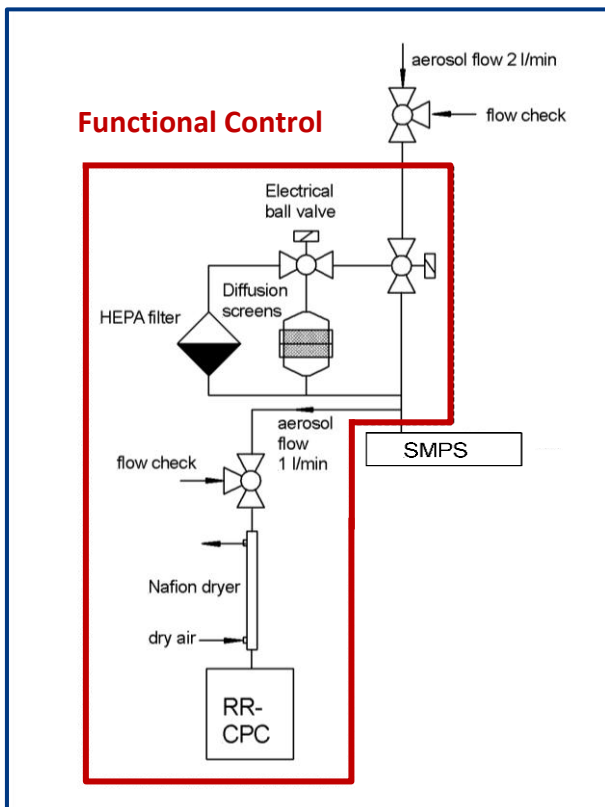 aerosol flow 2 l/min
flow check
Functional Control
Electrical
ball valve
Diffusion
screens
HEPA filter
aerosol
flow
1 l/min
SMPS
flow check
Nafion dryer
dry air
RR-
CPC